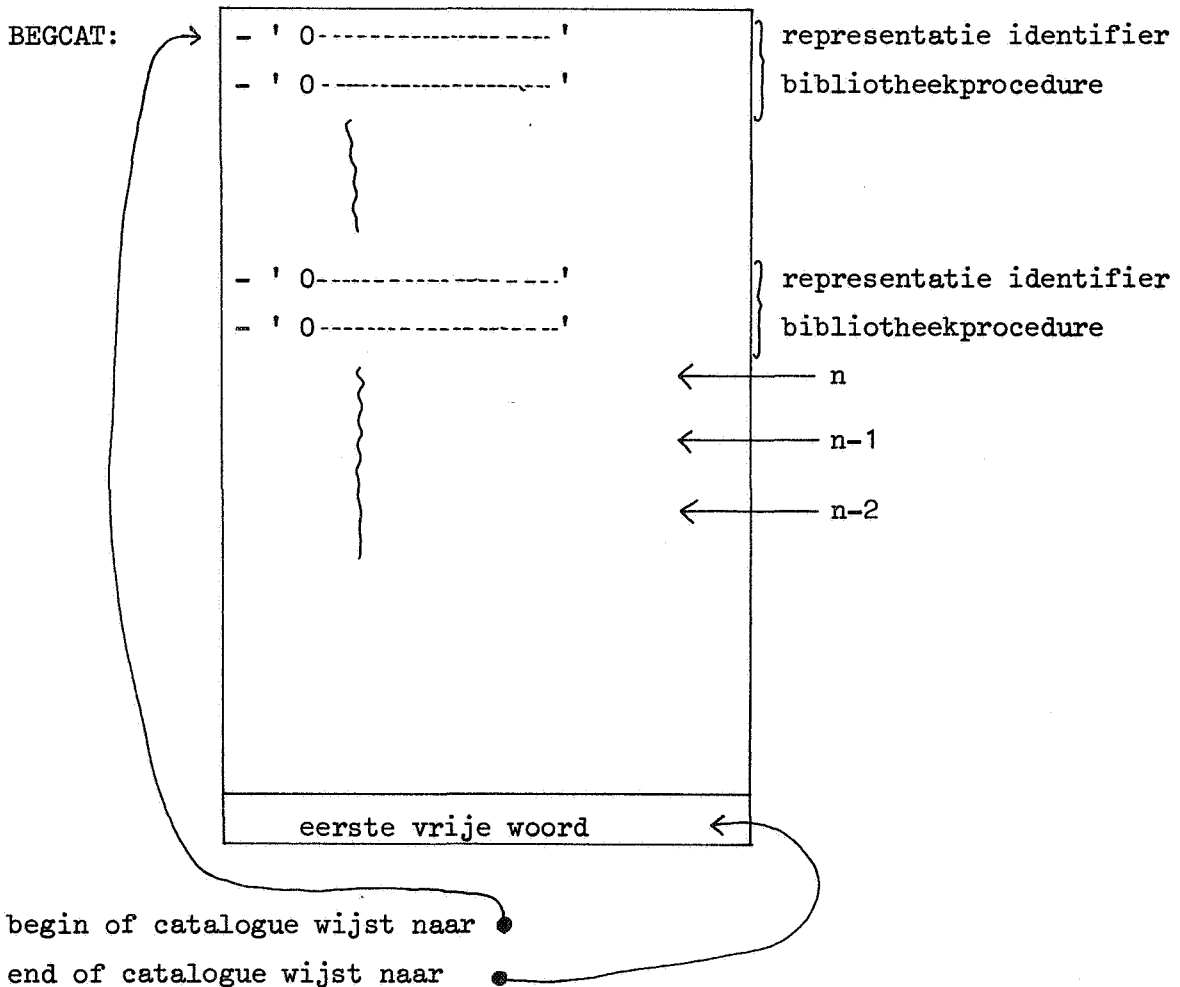 BEGCAT: - ' 0--------------------' representatie identifier
- ' 0--------------------' bibliotheekprocedure
- ' 0--------------------' representatie identifier
- ' 0--------------------' bibliotheekprocedure
n
n-1
n-2
eerste vrije woord
begin of catalogue wijst naar
end of catalogue wijst naar